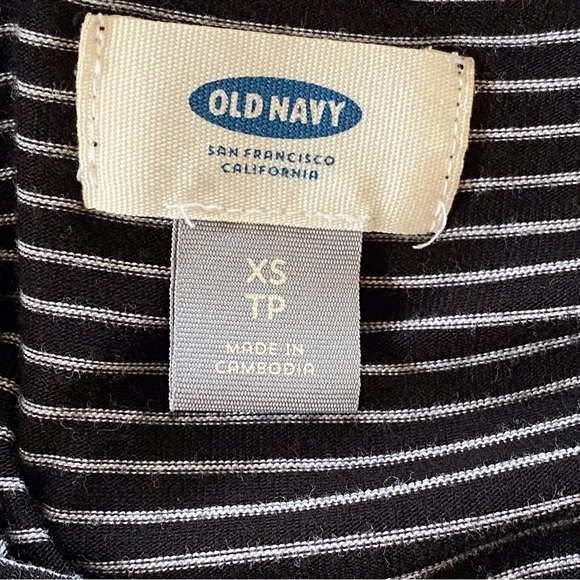 OLD NAVY
SAN FRANCISCO
CALIFORNIA
XS
TP
MADE IN
CAMBODIA